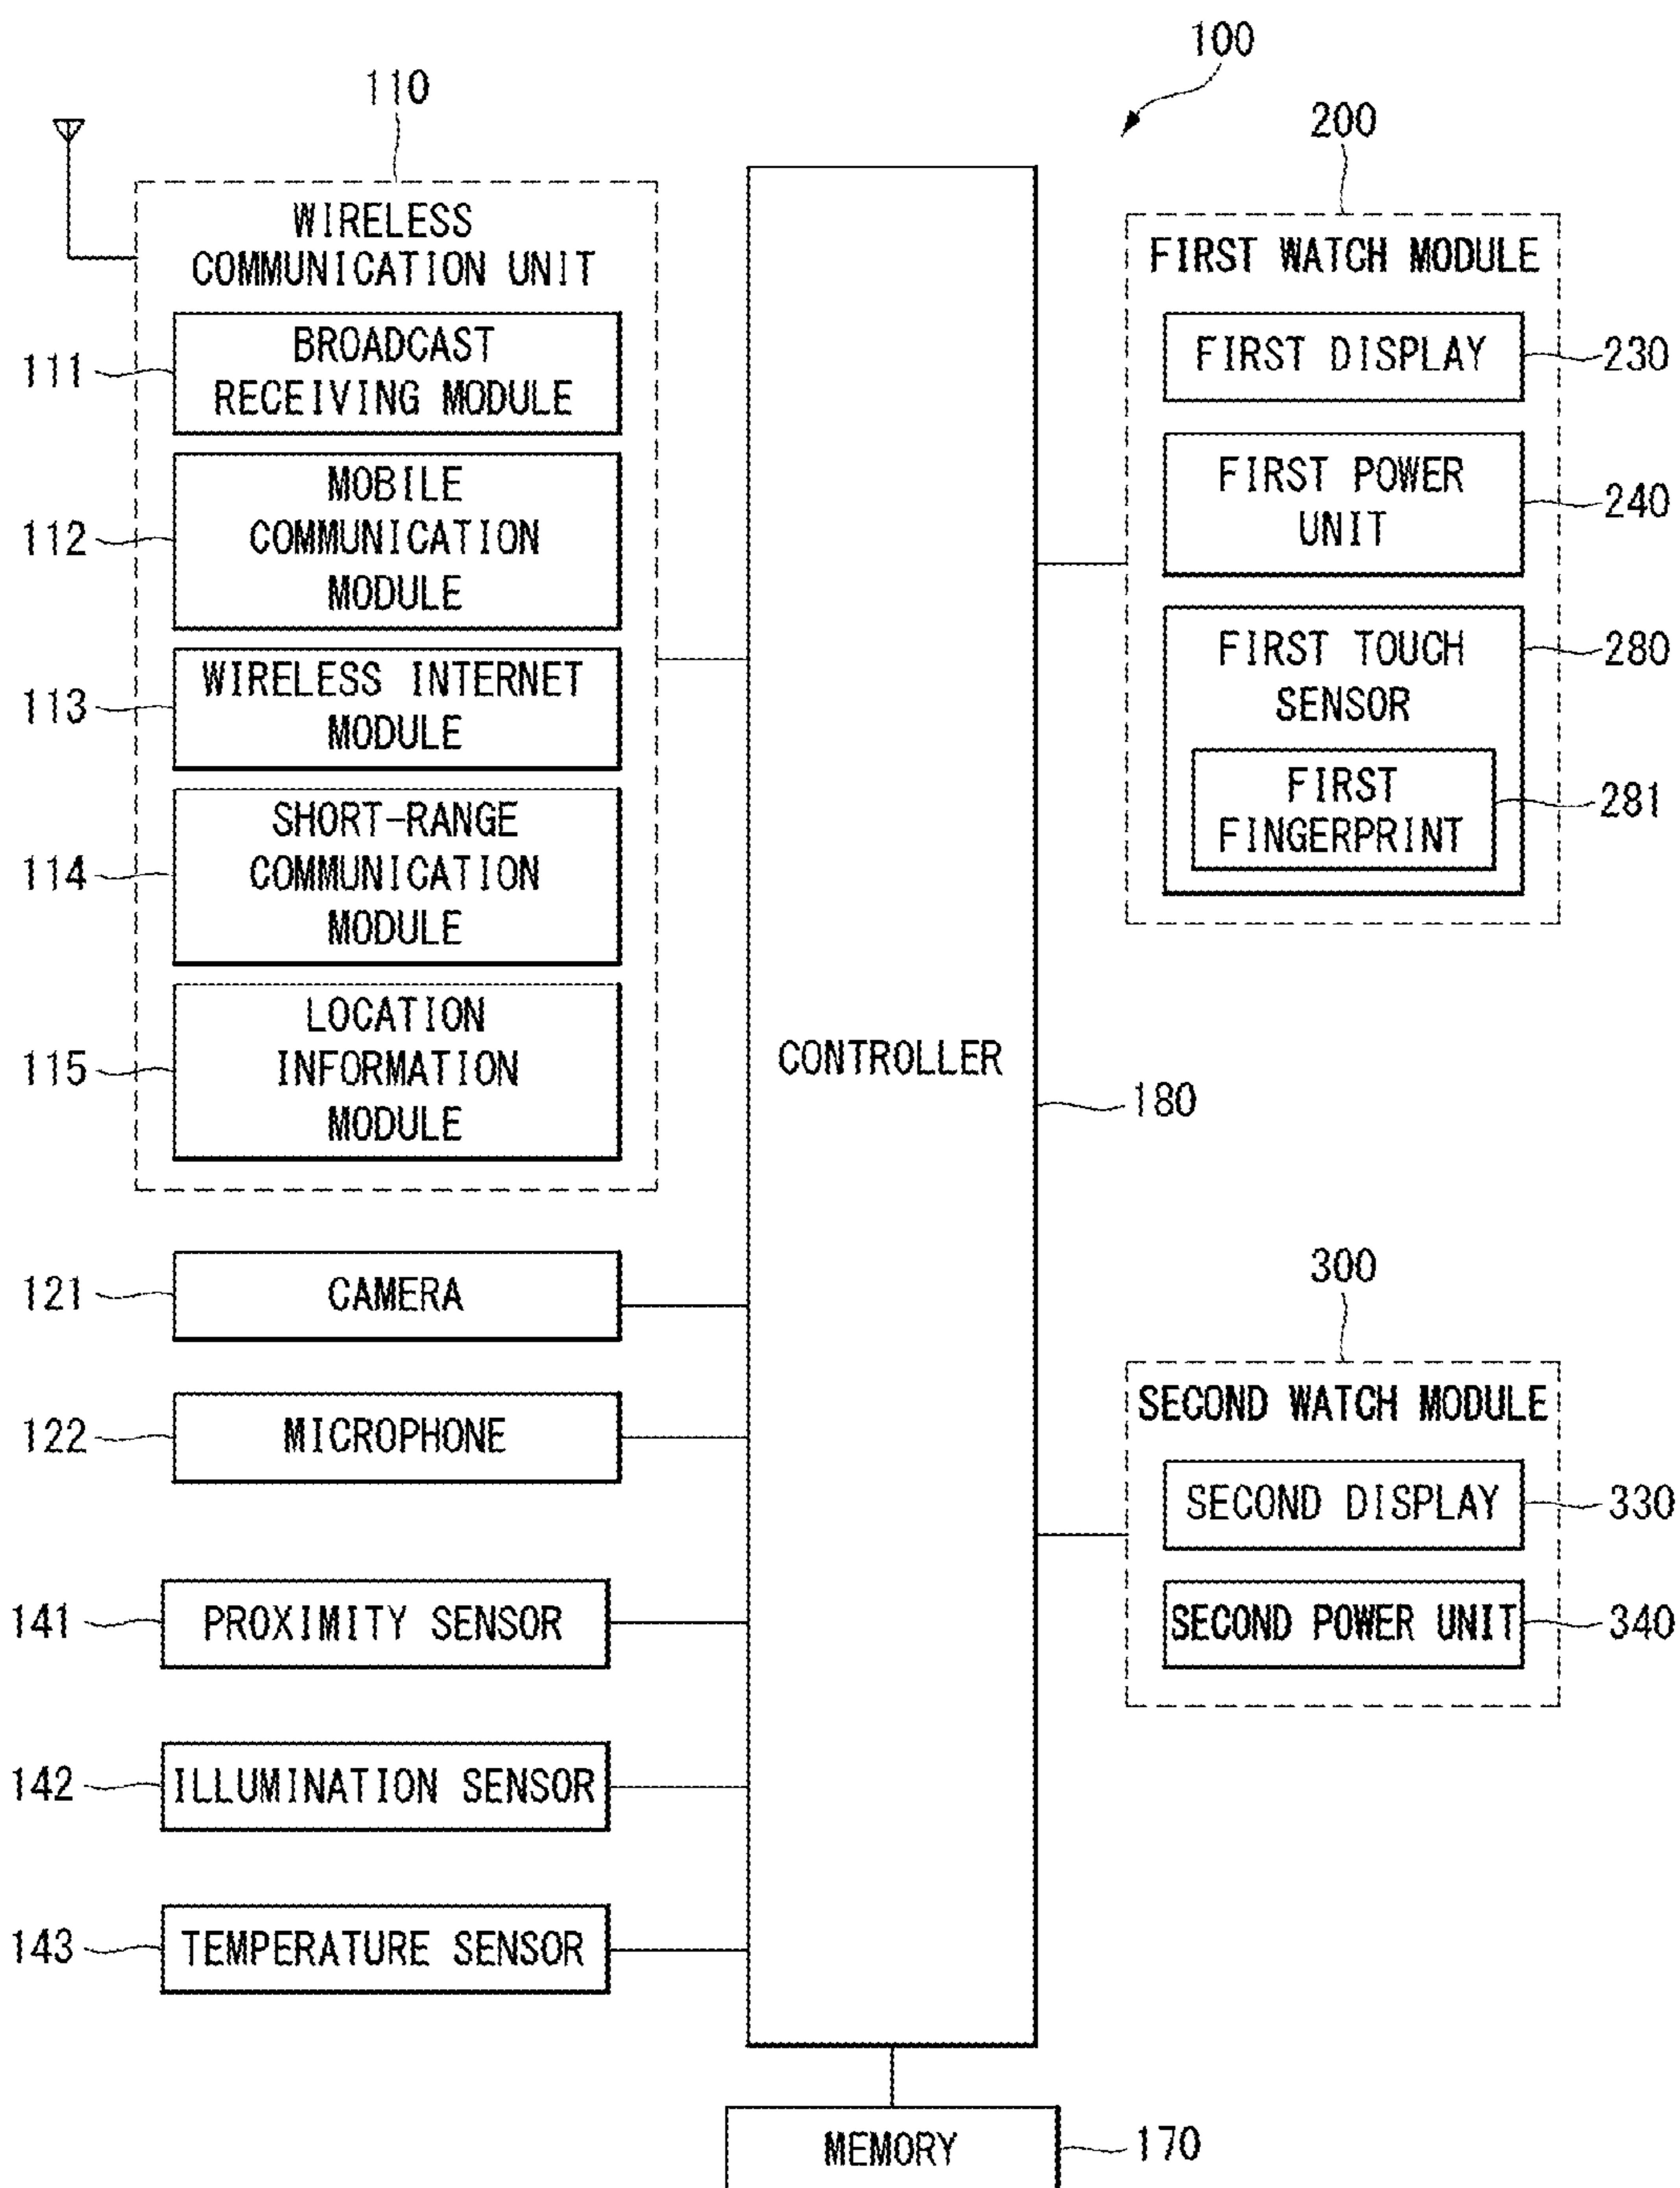 100
110
WIRELESS
COMMUNICATION UNIT
111
BROADCAST
RECEIVING MODULE
112
MOBILE
COMMUNICATION
MODULE
113
WIRELESS INTERNET
MODULE
114
SHORT-RANGE
COMMUNICATION
MODULE
115
LOCATION
INFORMATION
MODULE
121
CAMERA
122
MICROPHONE
141
PROXIMITY SENSOR
142
ILLUMINATION SENSOR
143
TEMPERATURE SENSOR
CONTROLLER
180
MEMORY
170
200
FIRST WATCH MODULE
FIRST DISPLAY
230
FIRST POWER
UNIT
240
FIRST TOUCH
SENSOR
280
FIRST
FINGERPRINT
281
300
SECOND WATCH MODULE
SECOND DISPLAY
330
SECOND POWER UNIT
340